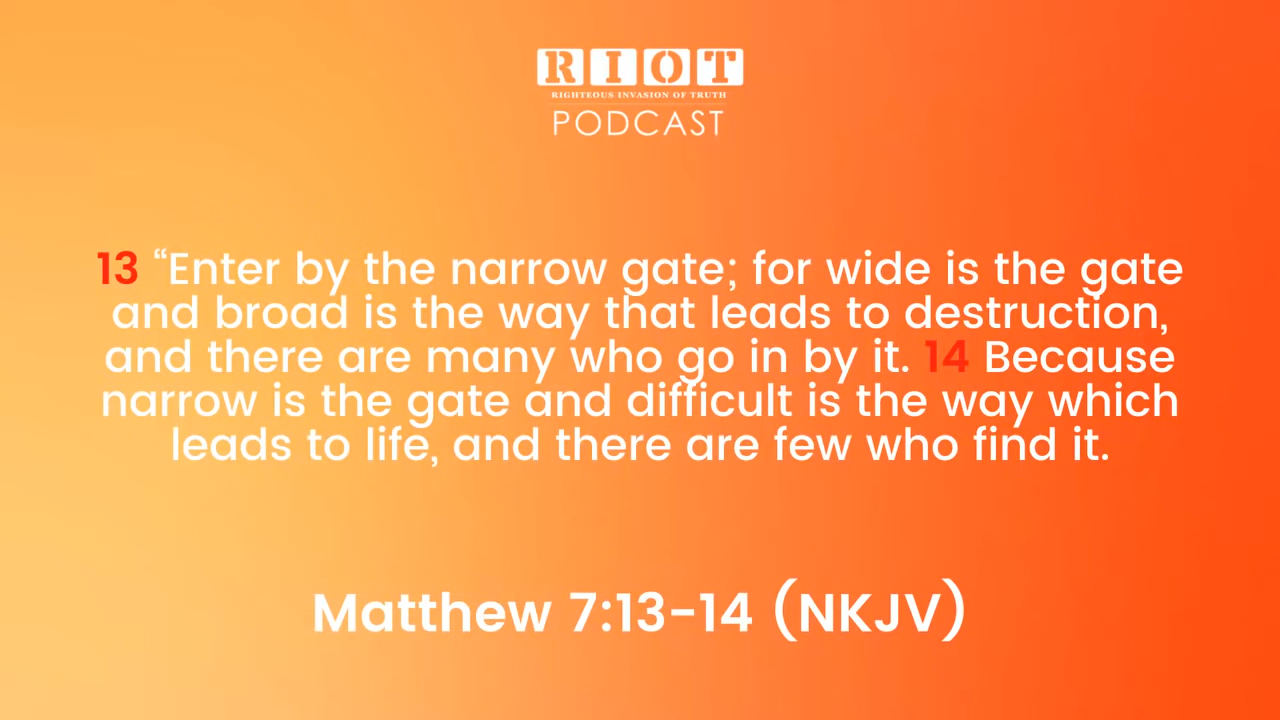 RIOT
RIGHTEOUS INVASION OF TRUTH
PODCAST
13 “Enter by the narrow gate; for wide is the gate
and broad is the way that leads to destruction,
and there are many who go in by it. 14 Because
narrow is the gate and difficult is the way which
leads to life, and there are few who find it.
Matthew 7:13-14 (NKJV)